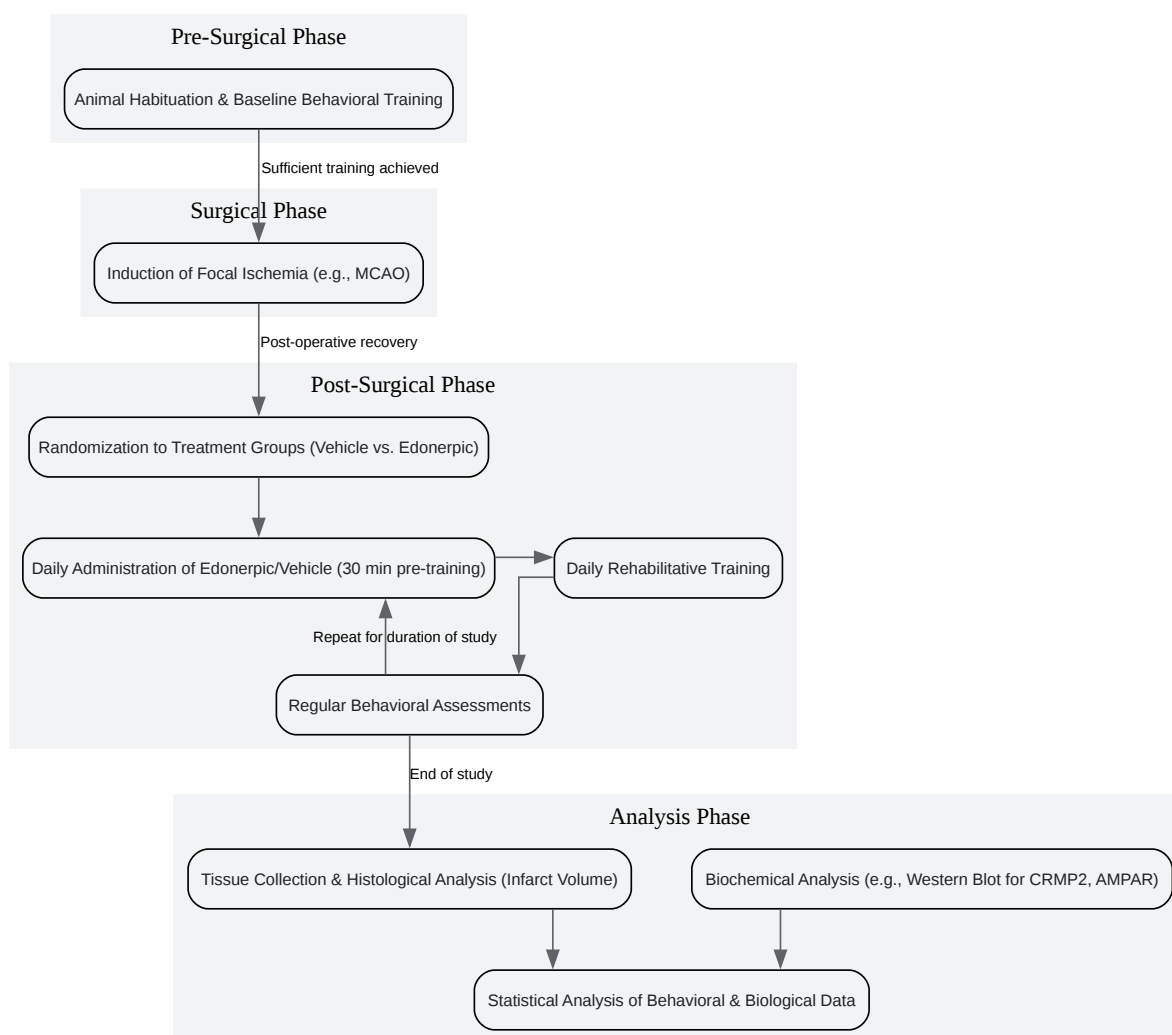 Pre-Surgical Phase
Animal Habituation & Baseline Behavioral Training
Sufficient training achieved
Surgical Phase
Induction of Focal Ischemia (e.g., MCAO)
Post-operative recovery
Post-Surgical Phase
Randomization to Treatment Groups (Vehicle vs. Edonerpic)
Daily Administration of Edonerpic/Vehicle (30 min pre-training)
Daily Rehabilitative Training
Repeat for duration of study
Regular Behavioral Assessments
End of study
Analysis Phase
Tissue Collection & Histological Analysis (Infarct Volume)
Biochemical Analysis (e.g., Western Blot for CRMP2, AMPAR)
Statistical Analysis of Behavioral & Biological Data